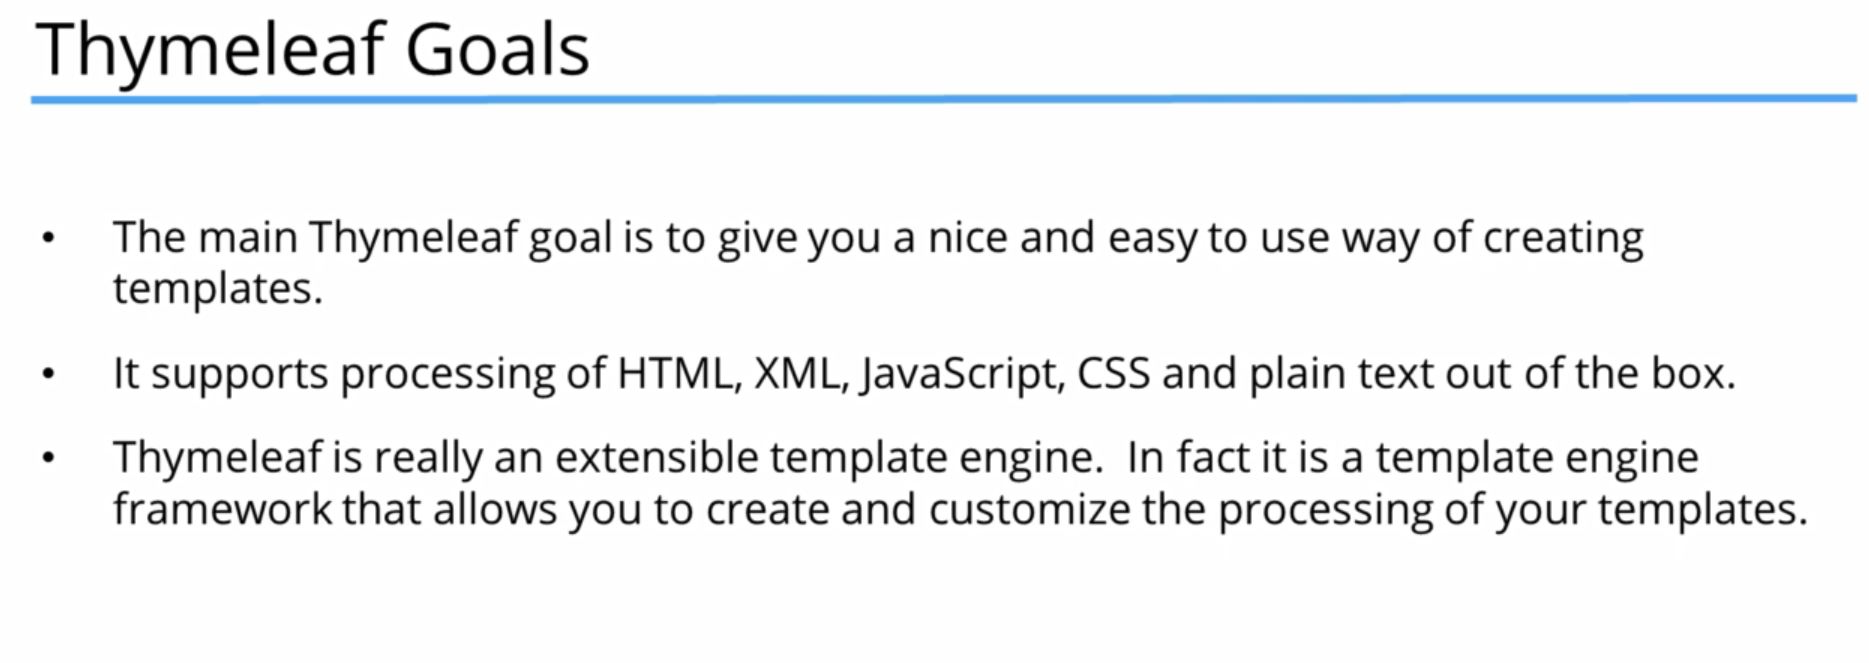 Thymeleaf Goals
• The main Thymeleaf goal is to give you a nice and easy to use way of creating
templates.
• It supports processing of HTML, XML, JavaScript, CSS and plain text out of the box.
• Thymeleaf is really an extensible template engine.  In fact it is a template engine
framework that allows you to create and customize the processing of your templates.